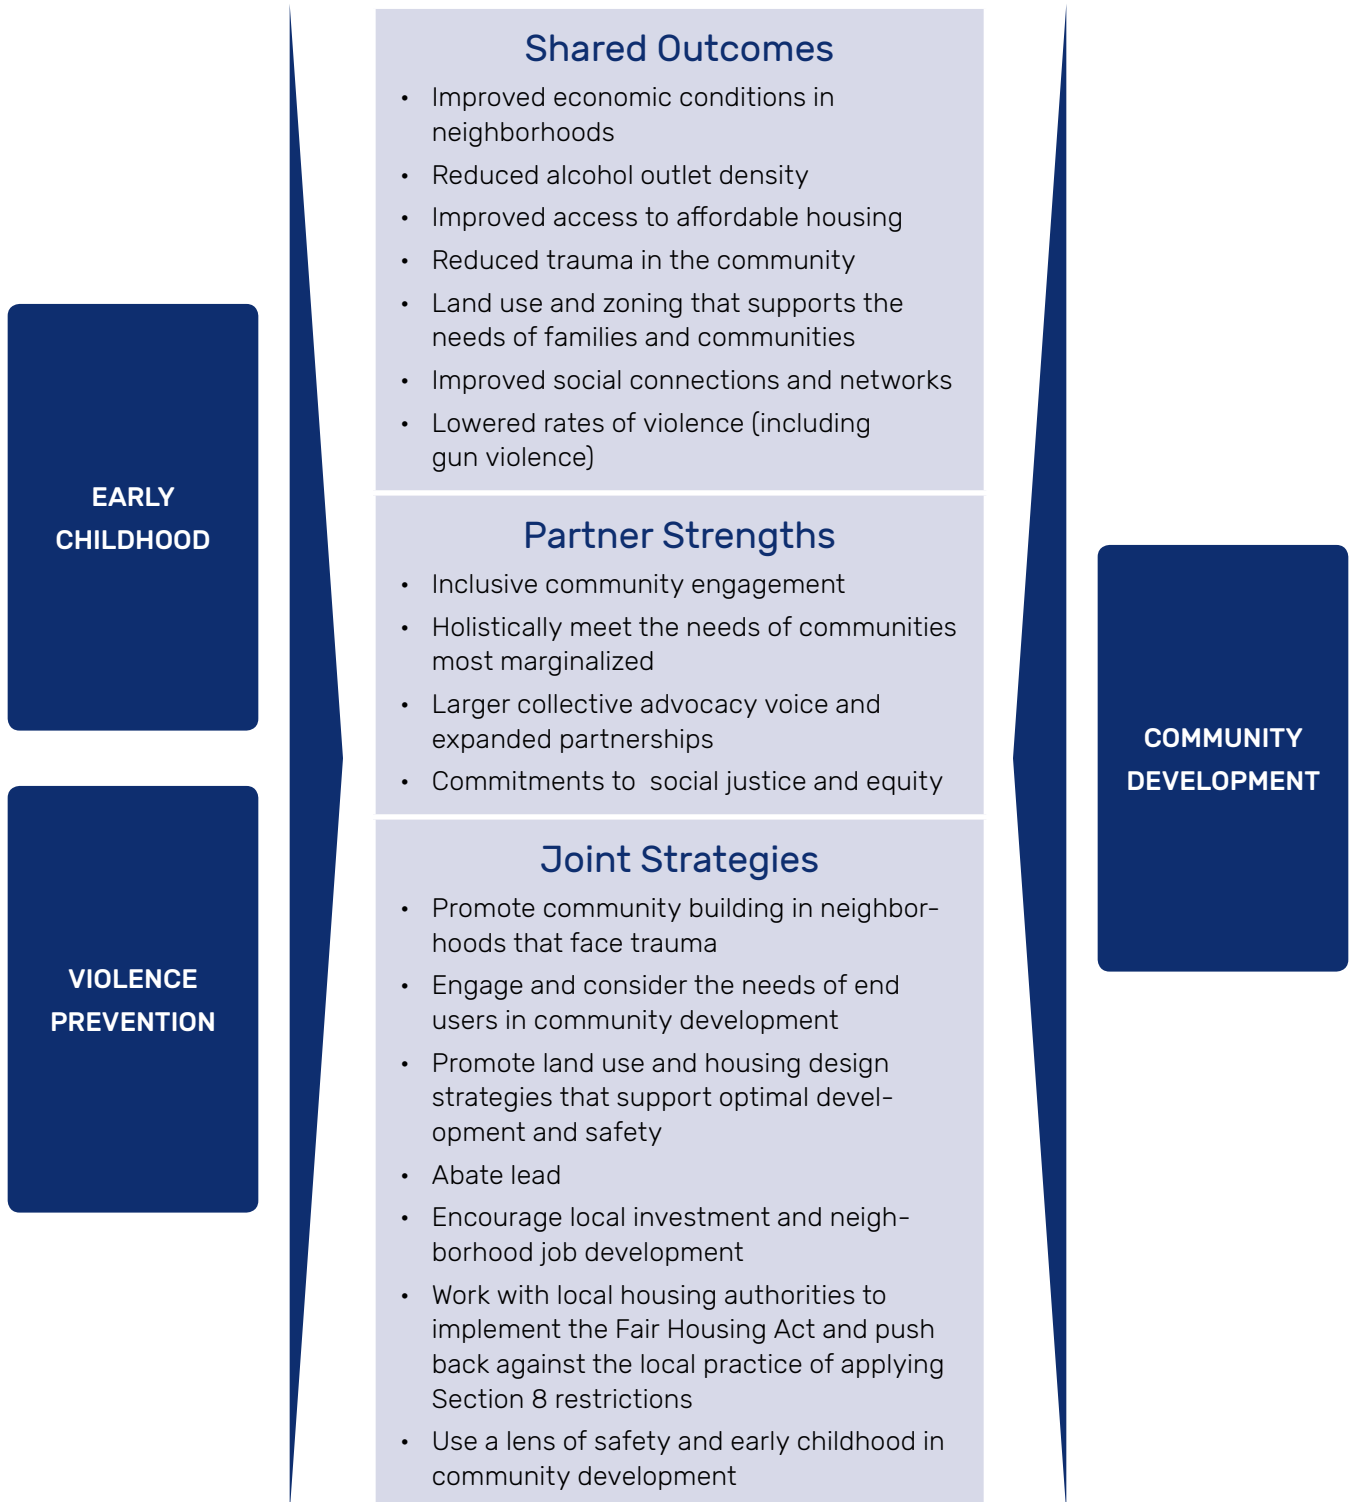 EARLY
CHILDHOOD
VIOLENCE
PREVENTION
Shared Outcomes
• Improved economic conditions in
neighborhoods
• Reduced alcohol outlet density
• Improved access to affordable housing
• Reduced trauma in the community
• Land use and zoning that supports the
needs of families and communities
• Improved social connections and networks
• Lowered rates of violence (including
gun violence)
Partner Strengths
• Inclusive community engagement
• Holistically meet the needs of communities
most marginalized
• Larger collective advocacy voice and
expanded partnerships
• Commitments to  social justice and equity
Joint Strategies
• Promote community building in neighbor-
hoods that face trauma
• Engage and consider the needs of end
users in community development
• Promote land use and housing design
strategies that support optimal devel-
opment and safety
• Abate lead
• Encourage local investment and neigh-
borhood job development
• Work with local housing authorities to
implement the Fair Housing Act and push
back against the local practice of applying
Section 8 restrictions
• Use a lens of safety and early childhood in
community development
COMMUNITY
DEVELOPMENT